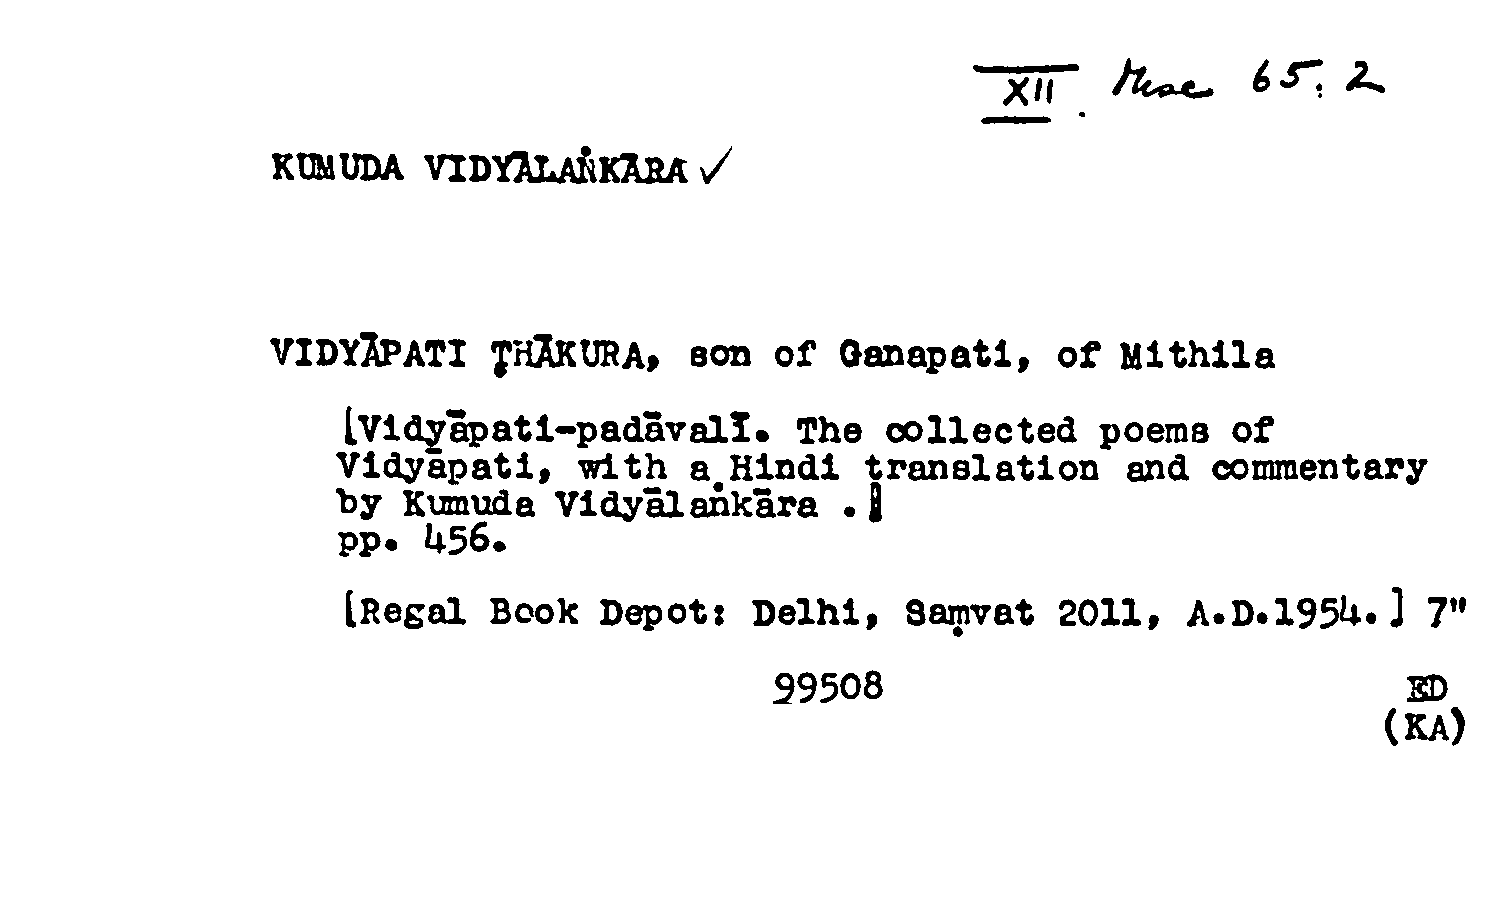 XII. Misc 65.2
KUMUDA VIDYĀLAṄKĀRA ✓
VIDYĀPATI ṬHĀKURA, son of Ganapati, of Mithila
[Vidyāpati-padāvalī. The collected poems of
Vidyāpati, with a Hindi translation and commentary
by Kumuda Vidyālaṅkāra .]
pp. 456.
[Regal Book Depot: Delhi, Saṃvat 2011, A.D.1954.] 7"
99508
ED
(KA)